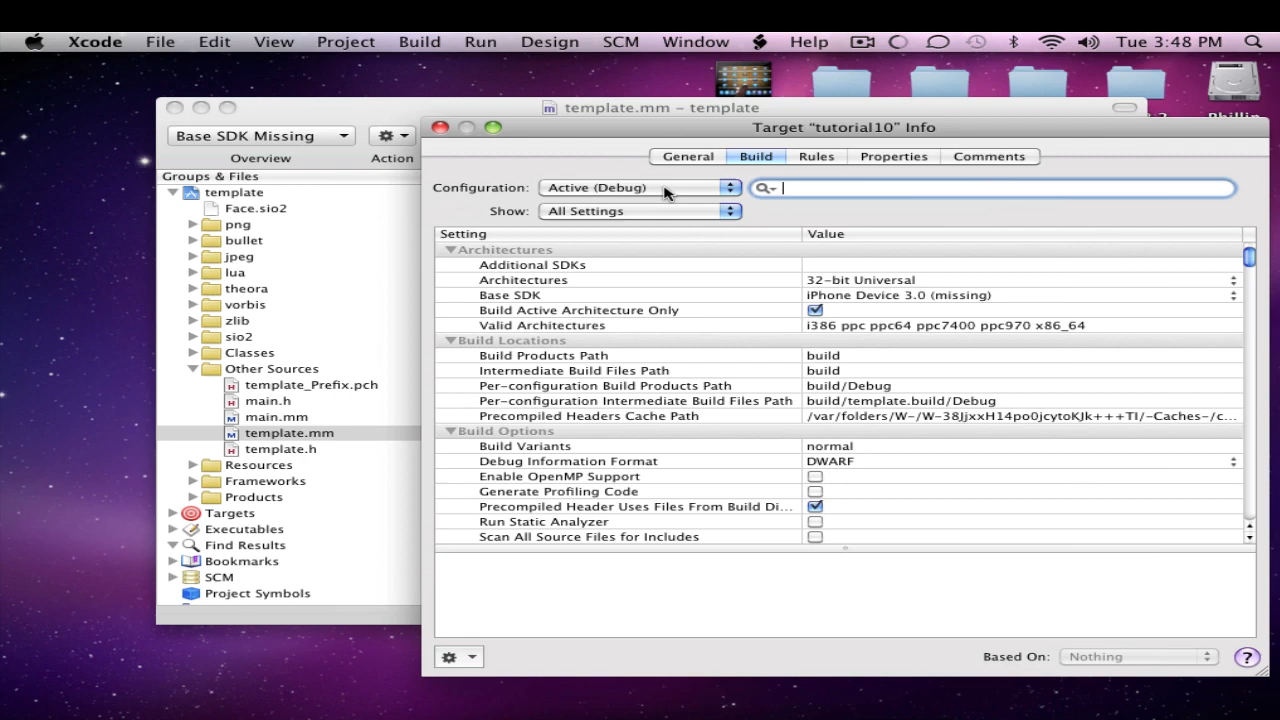 Xcode File Edit View Project Build Run Design SCM Window Help Tue 3:48 PM
template.mm – template
Base SDK Missing
Overview
Action
Groups & Files
template
Face.sio2
png
bullet
jpeg
lua
theora
vorbis
zlib
sio2
Classes
Other Sources
template_Prefix.pch
main.h
main.mm
template.mm
template.h
Resources
Frameworks
Products
Targets
Executables
Find Results
Bookmarks
SCM
Project Symbols
Target “tutorial10” Info
General Build Rules Properties Comments
Configuration: Active (Debug)
Show: All Settings
Setting Value
Architectures
Additional SDKs
Architectures 32-bit Universal
Base SDK iPhone Device 3.0 (missing)
Build Active Architecture Only
Valid Architectures i386 ppc ppc64 ppc7400 ppc970 x86_64
Build Locations
Build Products Path build
Intermediate Build Files Path build
Per-configuration Build Products Path build/Debug
Per-configuration Intermediate Build Files Path build/template.build/Debug
Precompiled Headers Cache Path /var/folders/W-/W-38JjxxH14po0jcytoKJk+++TI/-Caches-/c...
Build Options
Build Variants normal
Debug Information Format DWARF
Enable OpenMP Support
Generate Profiling Code
Precompiled Header Uses Files From Build Di...
Run Static Analyzer
Scan All Source Files for Includes
Based On: Nothing
?